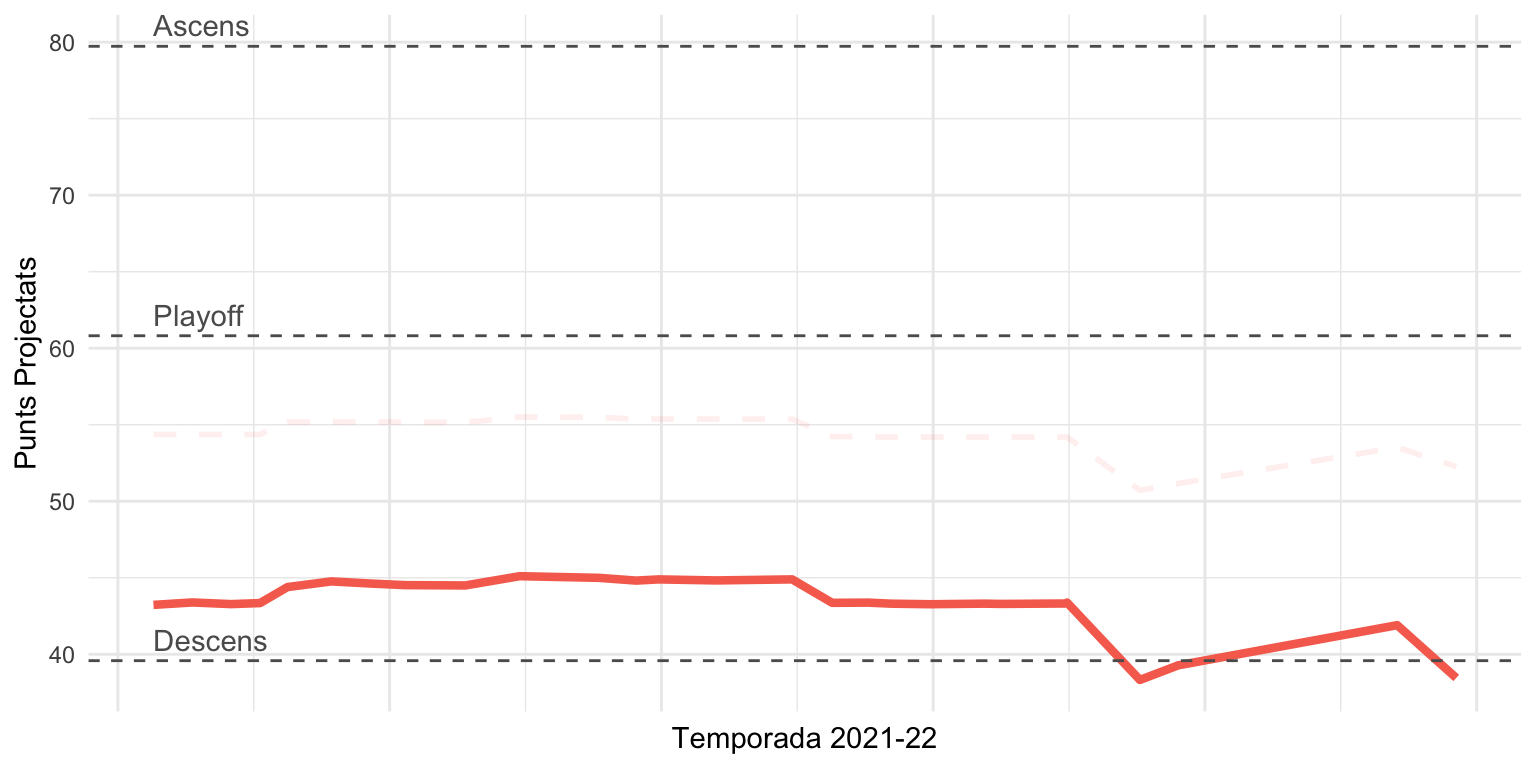 Ascens
80
70
Playoff
60
Punts Projectats
50
Descens
40
Temporada 2021-22